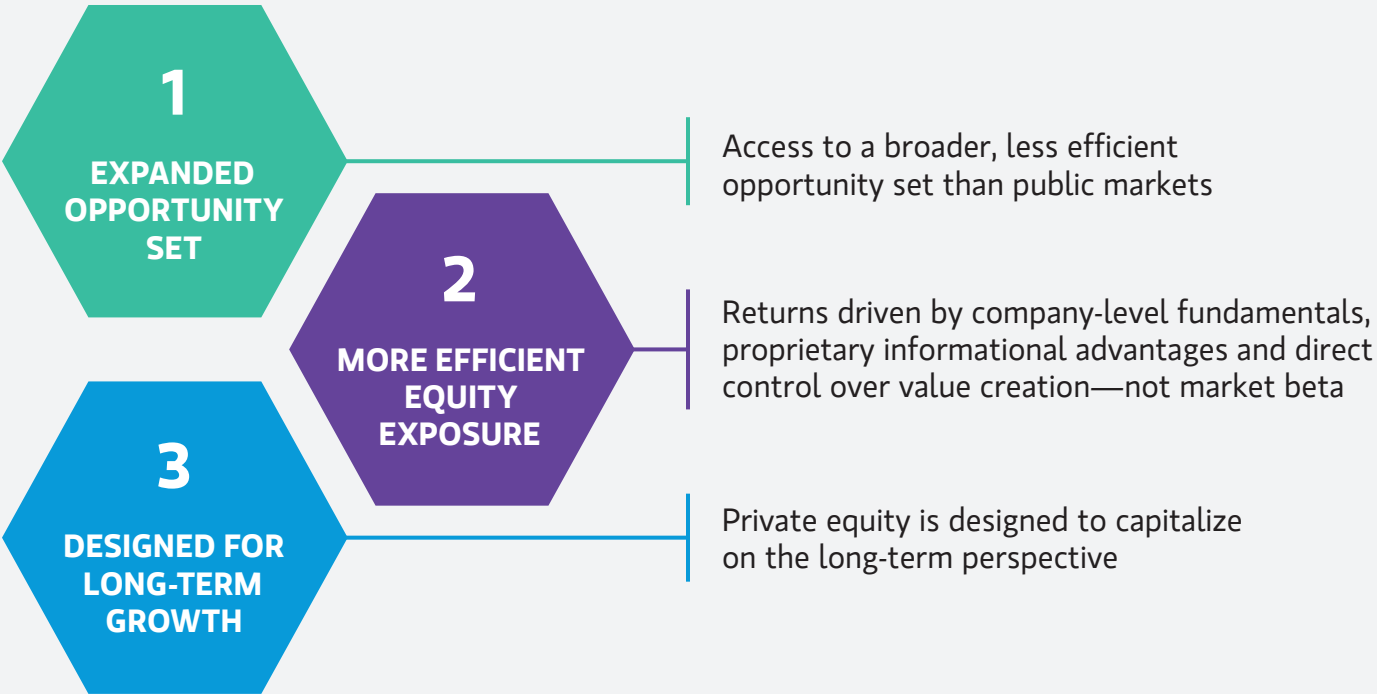 1
EXPANDED
OPPORTUNITY
SET
Access to a broader, less efficient
opportunity set than public markets
2
MORE EFFICIENT
EQUITY
EXPOSURE
Returns driven by company-level fundamentals,
proprietary informational advantages and direct
control over value creation—not market beta
3
DESIGNED FOR
LONG-TERM
GROWTH
Private equity is designed to capitalize
on the long-term perspective